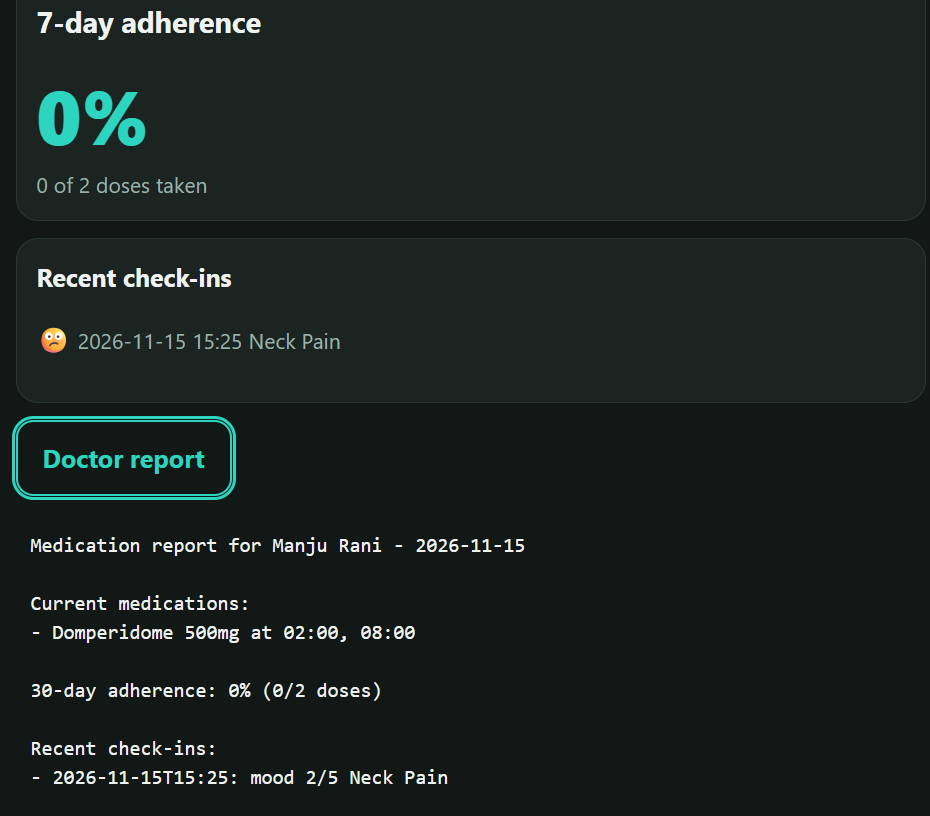 7-day adherence
0%
0 of 2 doses taken
Recent check-ins
2026-11-15 15:25 Neck Pain
Doctor report
Medication report for Manju Rani - 2026-11-15
Current medications:
- Domperidome 500mg at 02:00, 08:00
30-day adherence: 0% (0/2 doses)
Recent check-ins:
- 2026-11-15T15:25: mood 2/5 Neck Pain